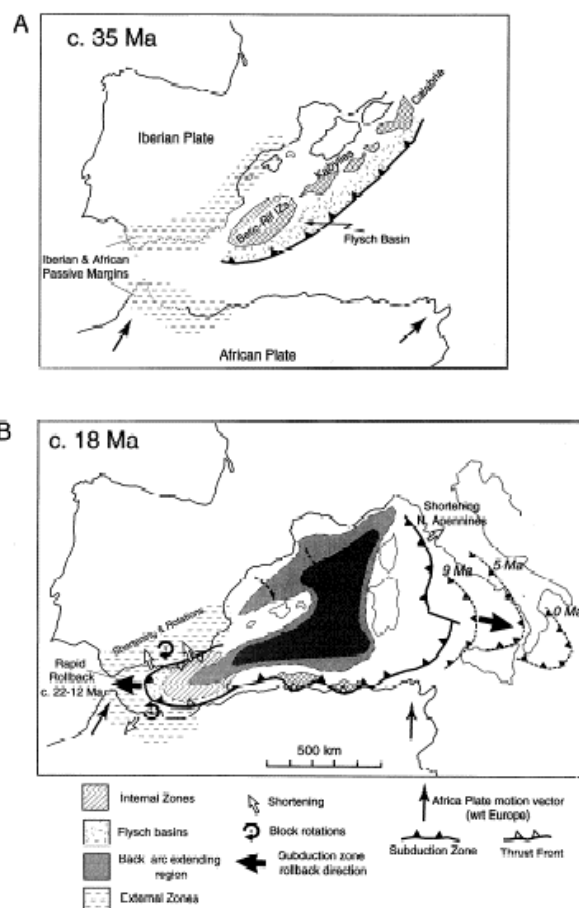 A
c. 35 Ma
Calabria
Iberian Plate
Kabylies
Betic-Rif IZs
Flysch Basin
Iberian & African
Passive Margins
African Plate
B
c. 18 Ma
Shortening
N. Apennines
9 Ma
5 Ma
0 Ma
Shortening & Rotations
Rapid
Rollback
c. 22-12 Ma
500 km
Internal Zones
Flysch basins
Back arc extending
region
External Zones
Shortening
Block rotations
Subduction zone
rollback direction
Africa Plate motion vector
(wrt Europe)
Subduction Zone
Thrust Front